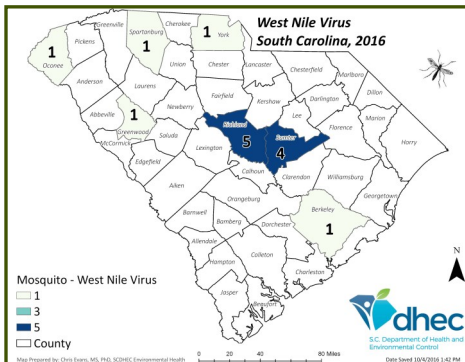 West Nile Virus
South Carolina, 2016
Cherokee
Greenville
Spartanburg
York
1
1
1
Pickens
Oconee
Union
Chester
Lancaster
Chesterfield
Marlboro
Anderson
Laurens
Dillon
Fairfield
Kershaw
Darlington
Abbeville
1
Newberry
Lee
Marion
Greenwood
Richland
Sumter
Florence
Horry
McCormick
Saluda
Lexington
5
4
Edgefield
Calhoun
Clarendon
Williamsburg
Aiken
Orangeburg
Georgetown
Barnwell
Bamberg
Berkeley
Dorchester
1
Allendale
Hampton
Colleton
Charleston
Jasper
Beaufort
N
Mosquito - West Nile Virus
1
3
5
County
dhec
S.C. Department of Health and
Environmental Control
0 20 40 80 Miles
Map Prepared by: Chris Evans, MS, PhD, SCDHEC Environmental Health
Date Saved 10/4/2016 1:42 PM